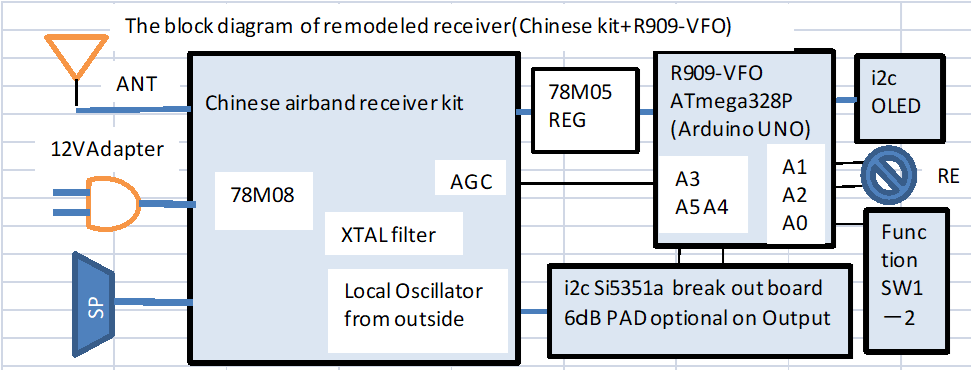 The block diagram of remodeled receiver(Chinese kit+R909-VFO)
ANT
12VAdapter
SP
Chinese airband receiver kit
78M08
AGC
XTAL filter
Local Oscillator
from outside
78M05
REG
R909-VFO
ATmega328P
(Arduino UNO)
A3
A5 A4
A1
A2
A0
i2c
OLED
RE
Func
tion
SW1
－2
i2c Si5351a break out board
6dB PAD optional on Output